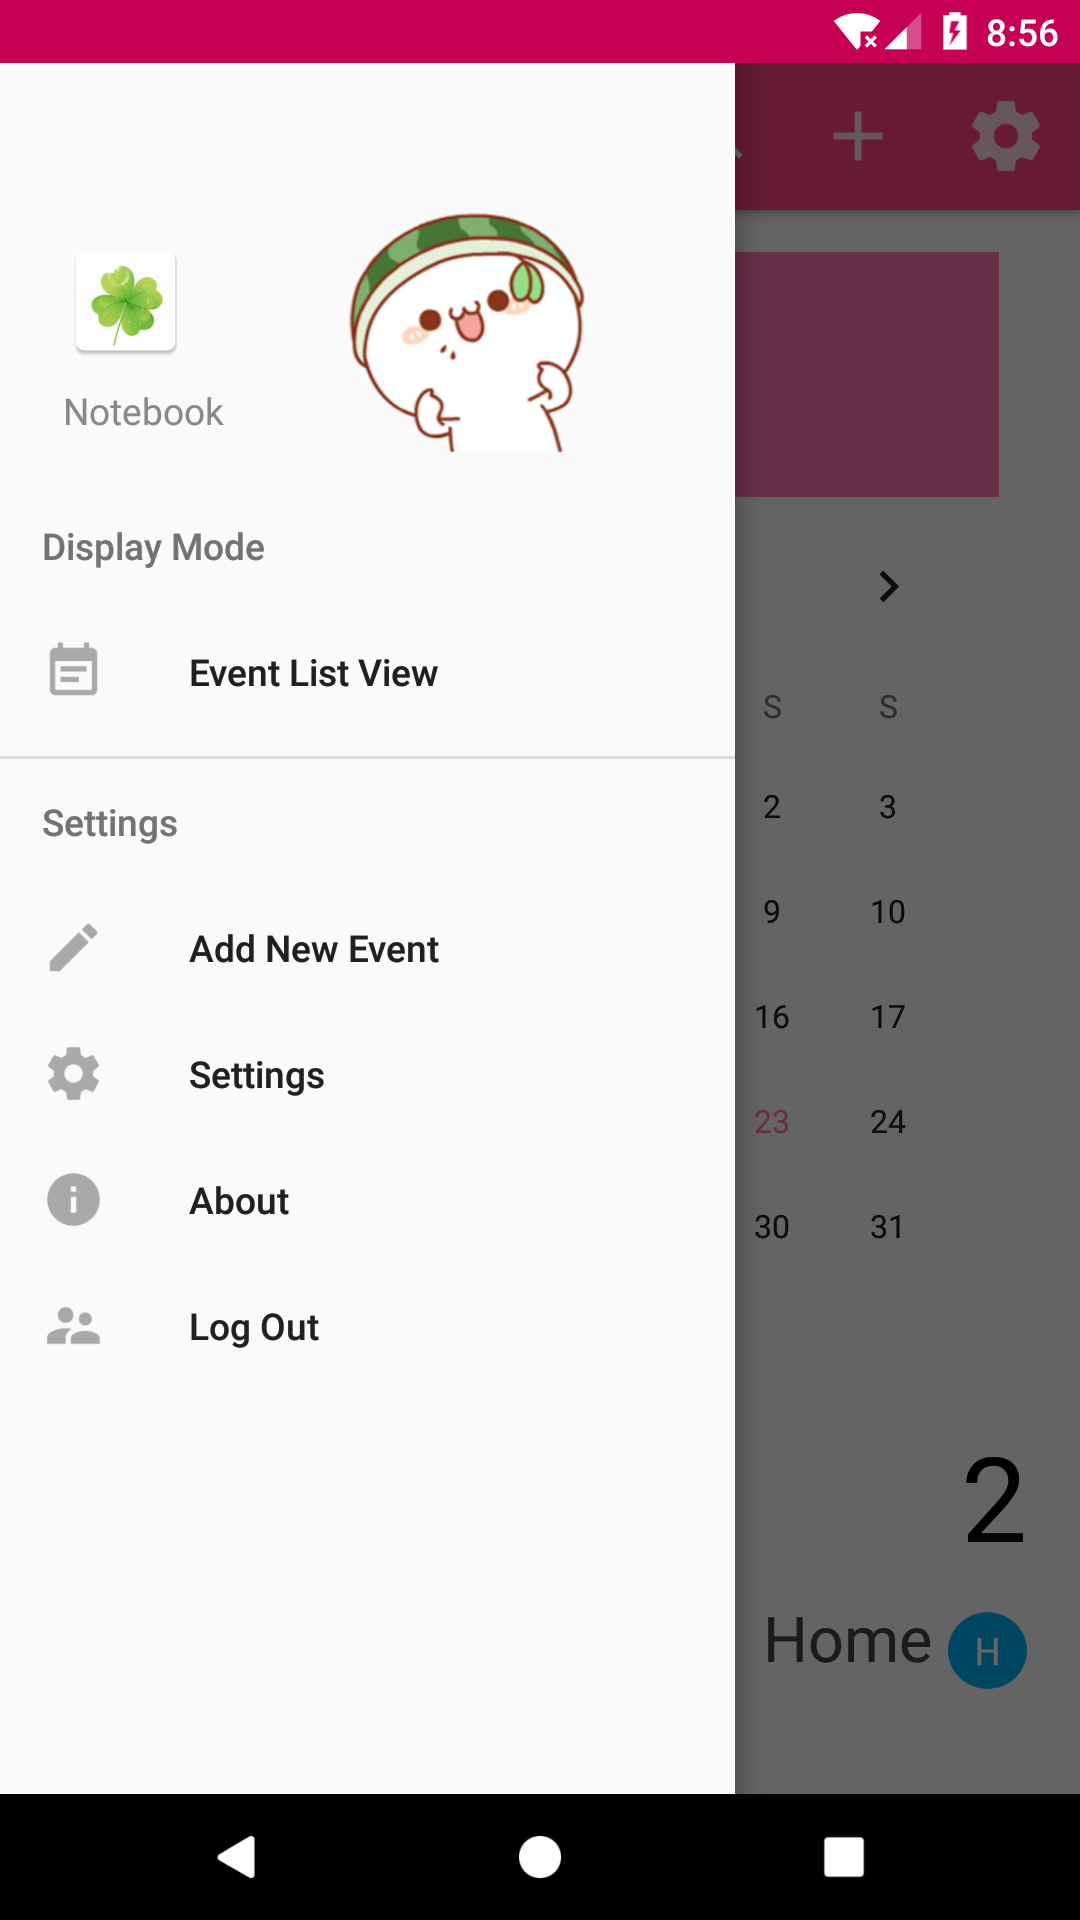 8:56
Notebook
Display Mode
Event List View
S S
2 3
Settings
9 10
Add New Event
16 17
Settings
23 24
About
30 31
Log Out
2
Home H